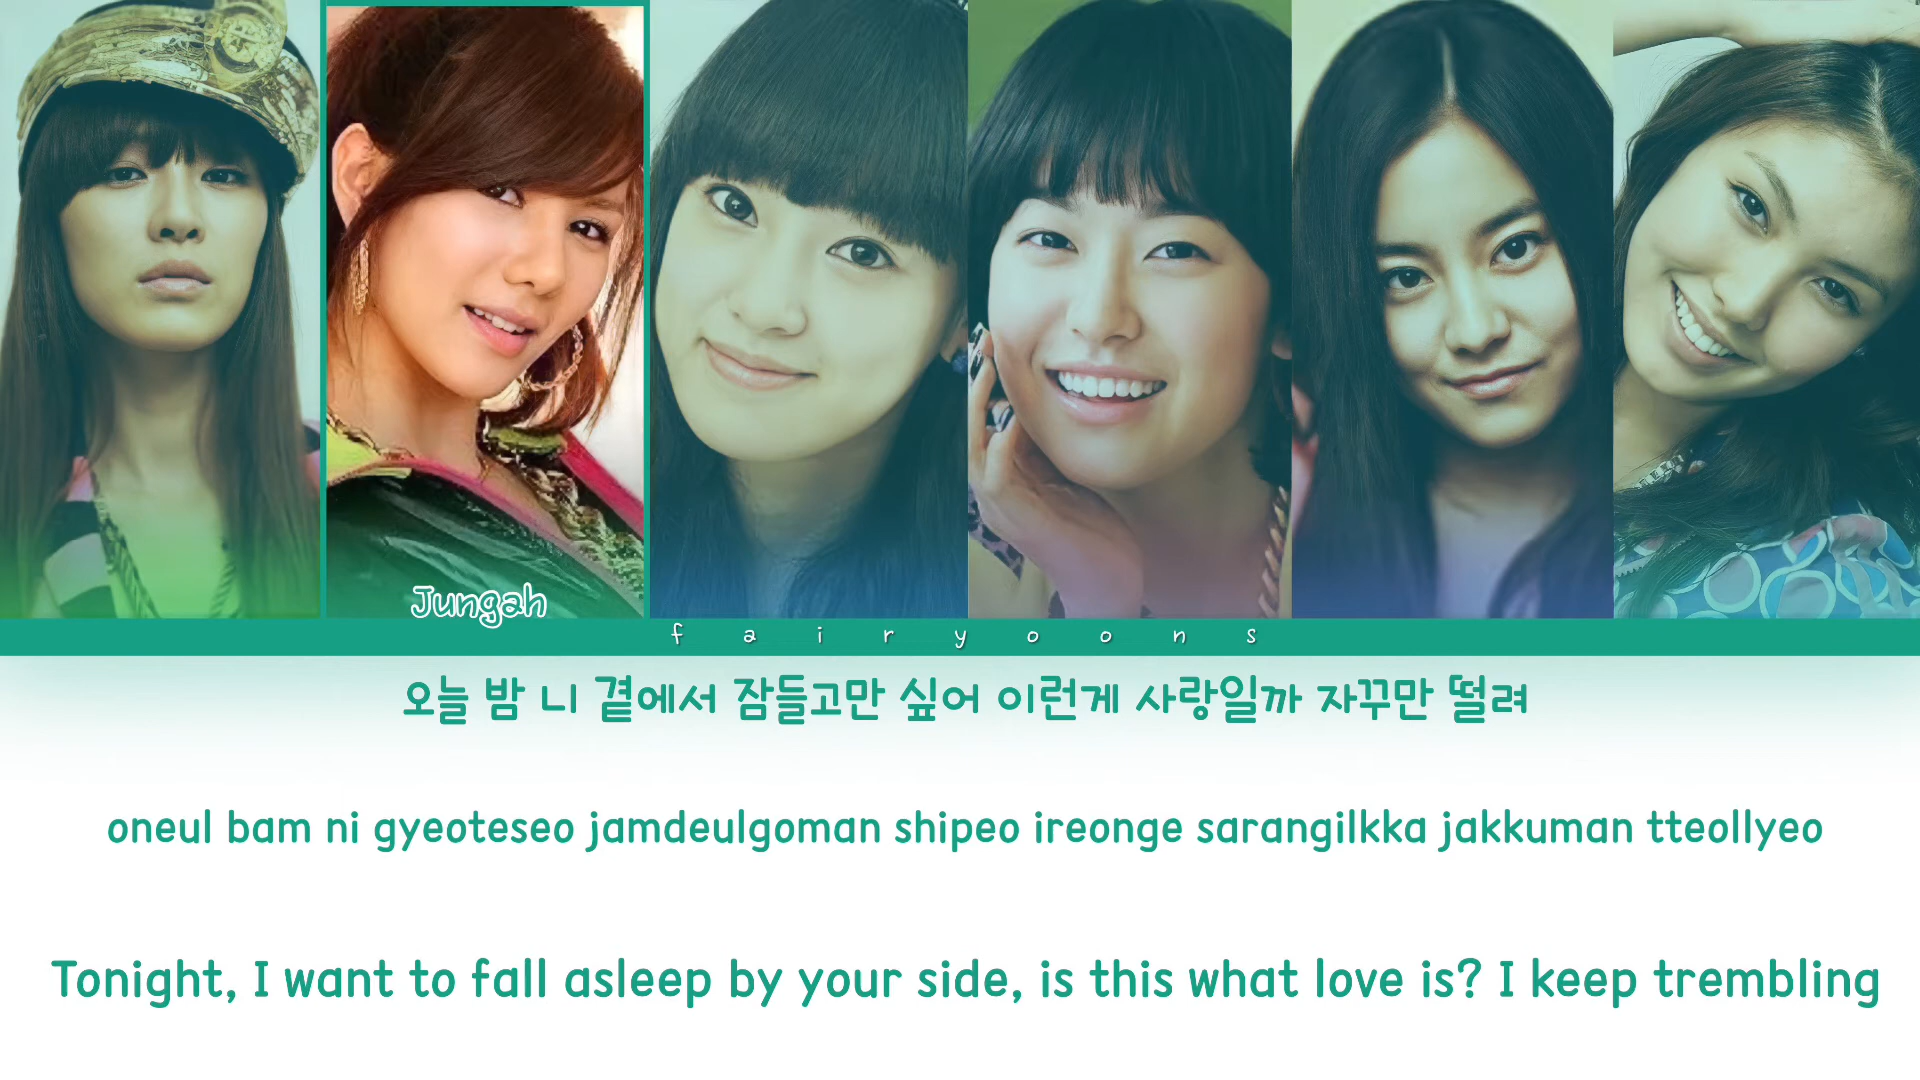 Jungah
fairyoons
오늘 밤 니 곁에서 잠들고만 싶어 이런게 사랑일까 자꾸만 떨려
oneul bam ni gyeoteseo jamdeulgoman shipeo ireonge sarangilkka jakkuman tteollyeo
Tonight, I want to fall asleep by your side, is this what love is? I keep trembling